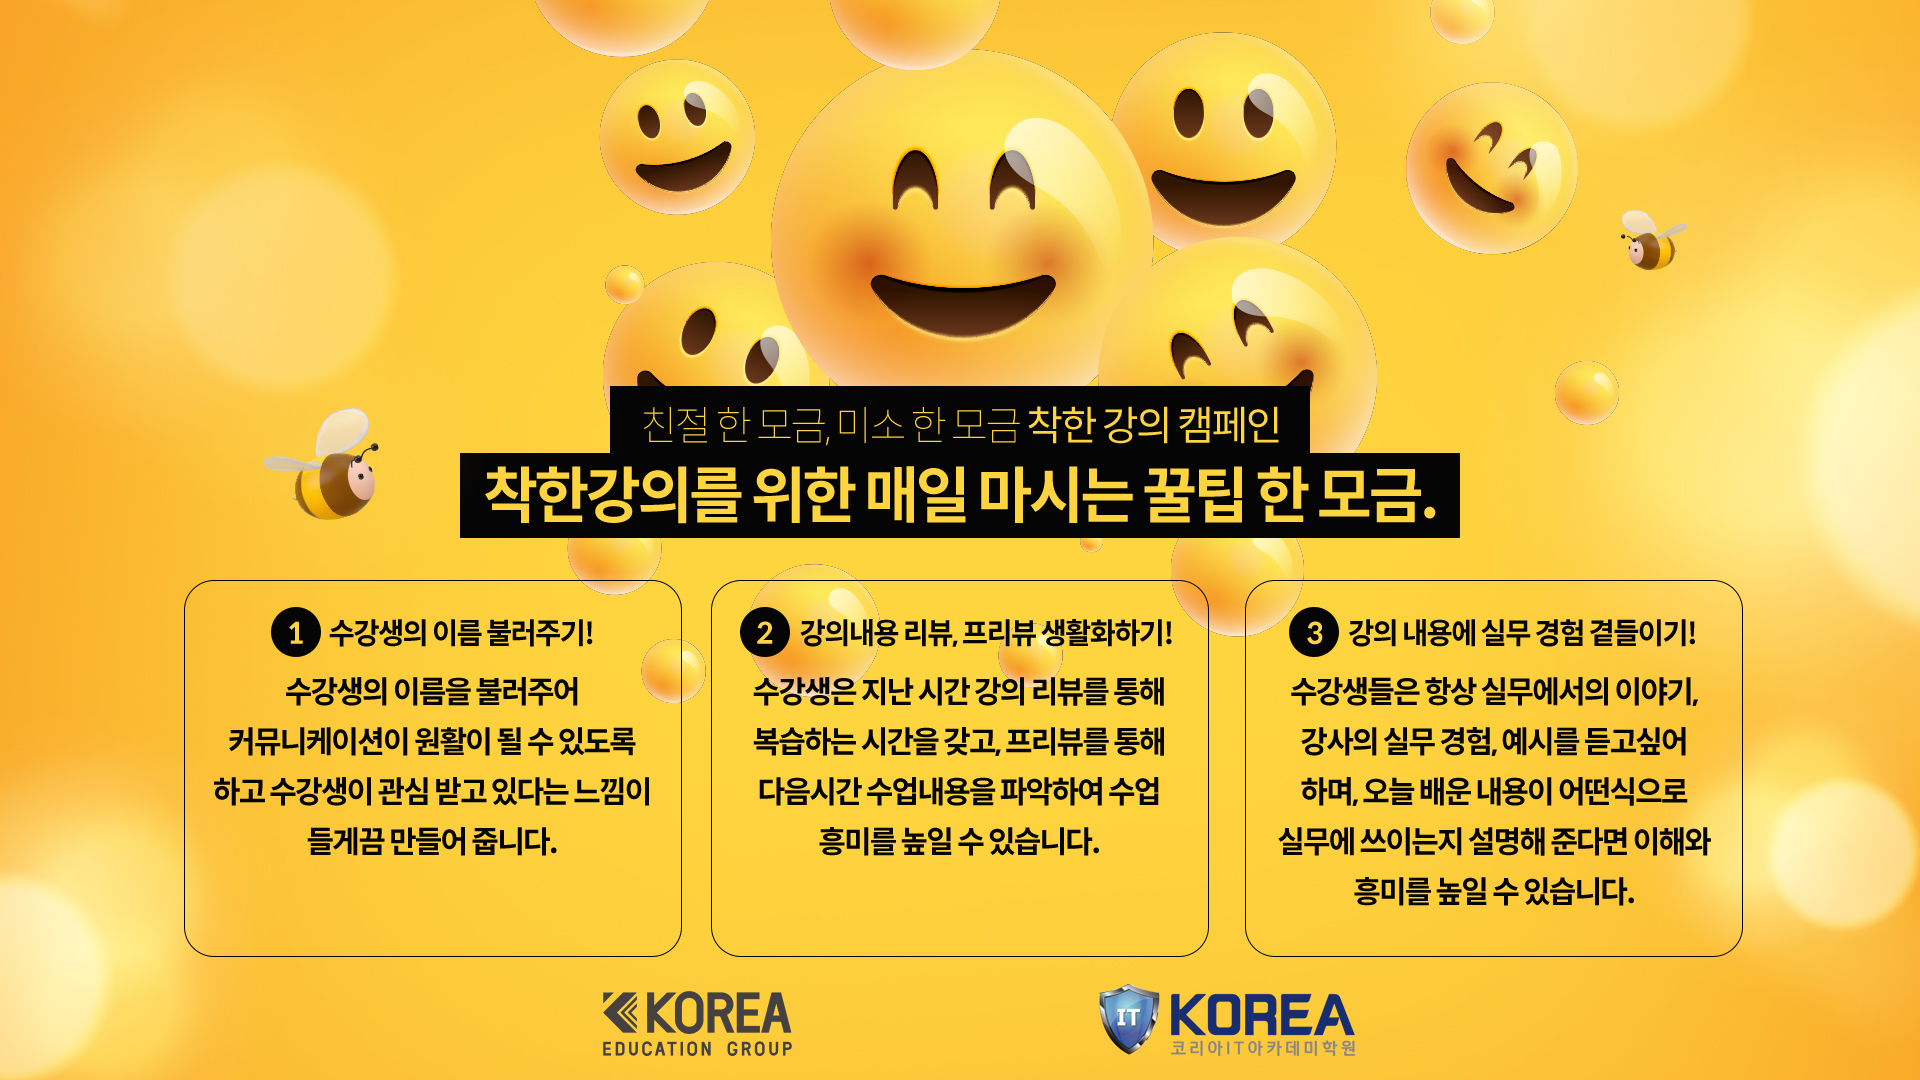 친절 한 모금, 미소 한 모금 착한 강의 캠페인
착한강의를 위한 매일 마시는 꿀팁 한 모금.
1 수강생의 이름 불러주기!
수강생의 이름을 불러주어
커뮤니케이션이 원활이 될 수 있도록
하고 수강생이 관심 받고 있다는 느낌이
들게끔 만들어 줍니다.
2 강의내용 리뷰, 프리뷰 생활화하기!
수강생은 지난 시간 강의 리뷰를 통해
복습하는 시간을 갖고, 프리뷰를 통해
다음시간 수업내용을 파악하여 수업
흥미를 높일 수 있습니다.
3 강의 내용에 실무 경험 곁들이기!
수강생들은 항상 실무에서의 이야기,
강사의 실무 경험, 예시를 듣고싶어
하며, 오늘 배운 내용이 어떤식으로
실무에 쓰이는지 설명해 준다면 이해와
흥미를 높일 수 있습니다.
KOREA
EDUCATION GROUP
IT KOREA
코리아IT아카데미학원